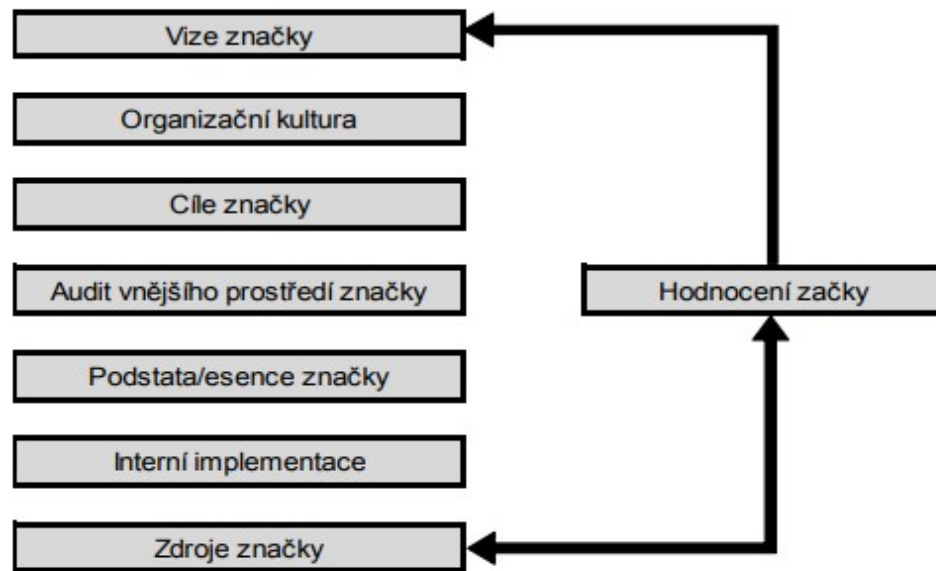 Vize značky
Organizační kultura
Cíle značky
Audit vnějšího prostředí značky
Hodnocení začky
Podstata/esence značky
Interní implementace
Zdroje značky